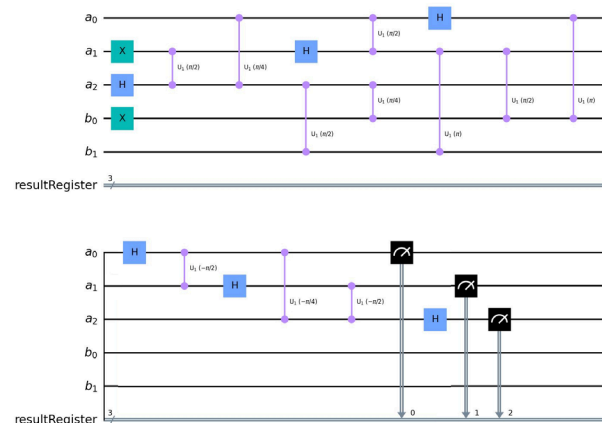 a0 H
U1 (π/2)
a1 X H
U1 (π/2) U1 (π/4)
a2 H
U1 (π/4) U1 (π/2)
b0 X
U1 (π/2) U1 (π) U1 (π)
b1
resultRegister 3
a0 H
U1 (−π/2)
a1 H
U1 (−π/4) U1 (−π/2)
a2 H
b0
b1
resultRegister 3 0 1 2